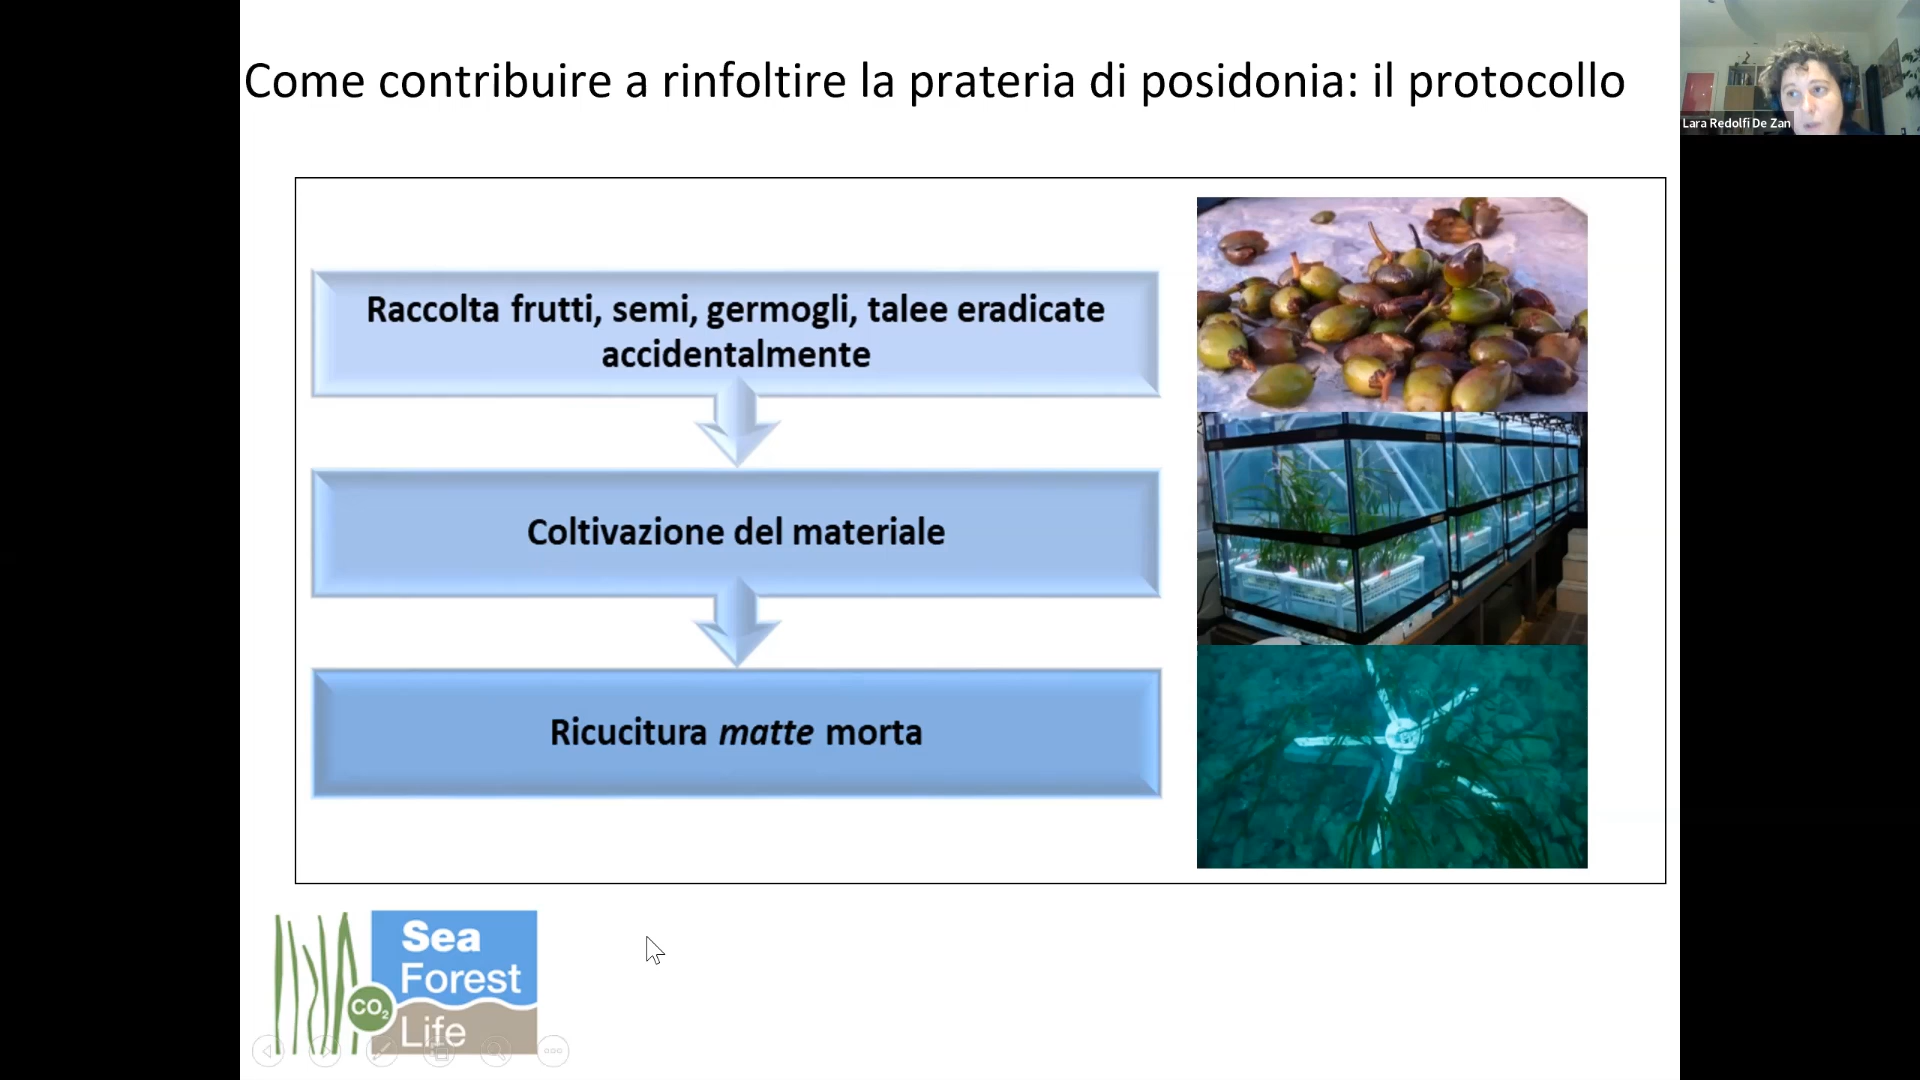 Come contribuire a rinfoltire la prateria di posidonia: il protocollo
Lara Redolfi De Zan
Raccolta frutti, semi, germogli, talee eradicate
accidentalmente
Coltivazione del materiale
Ricucitura matte morta
Sea
Forest
CO₂
Life